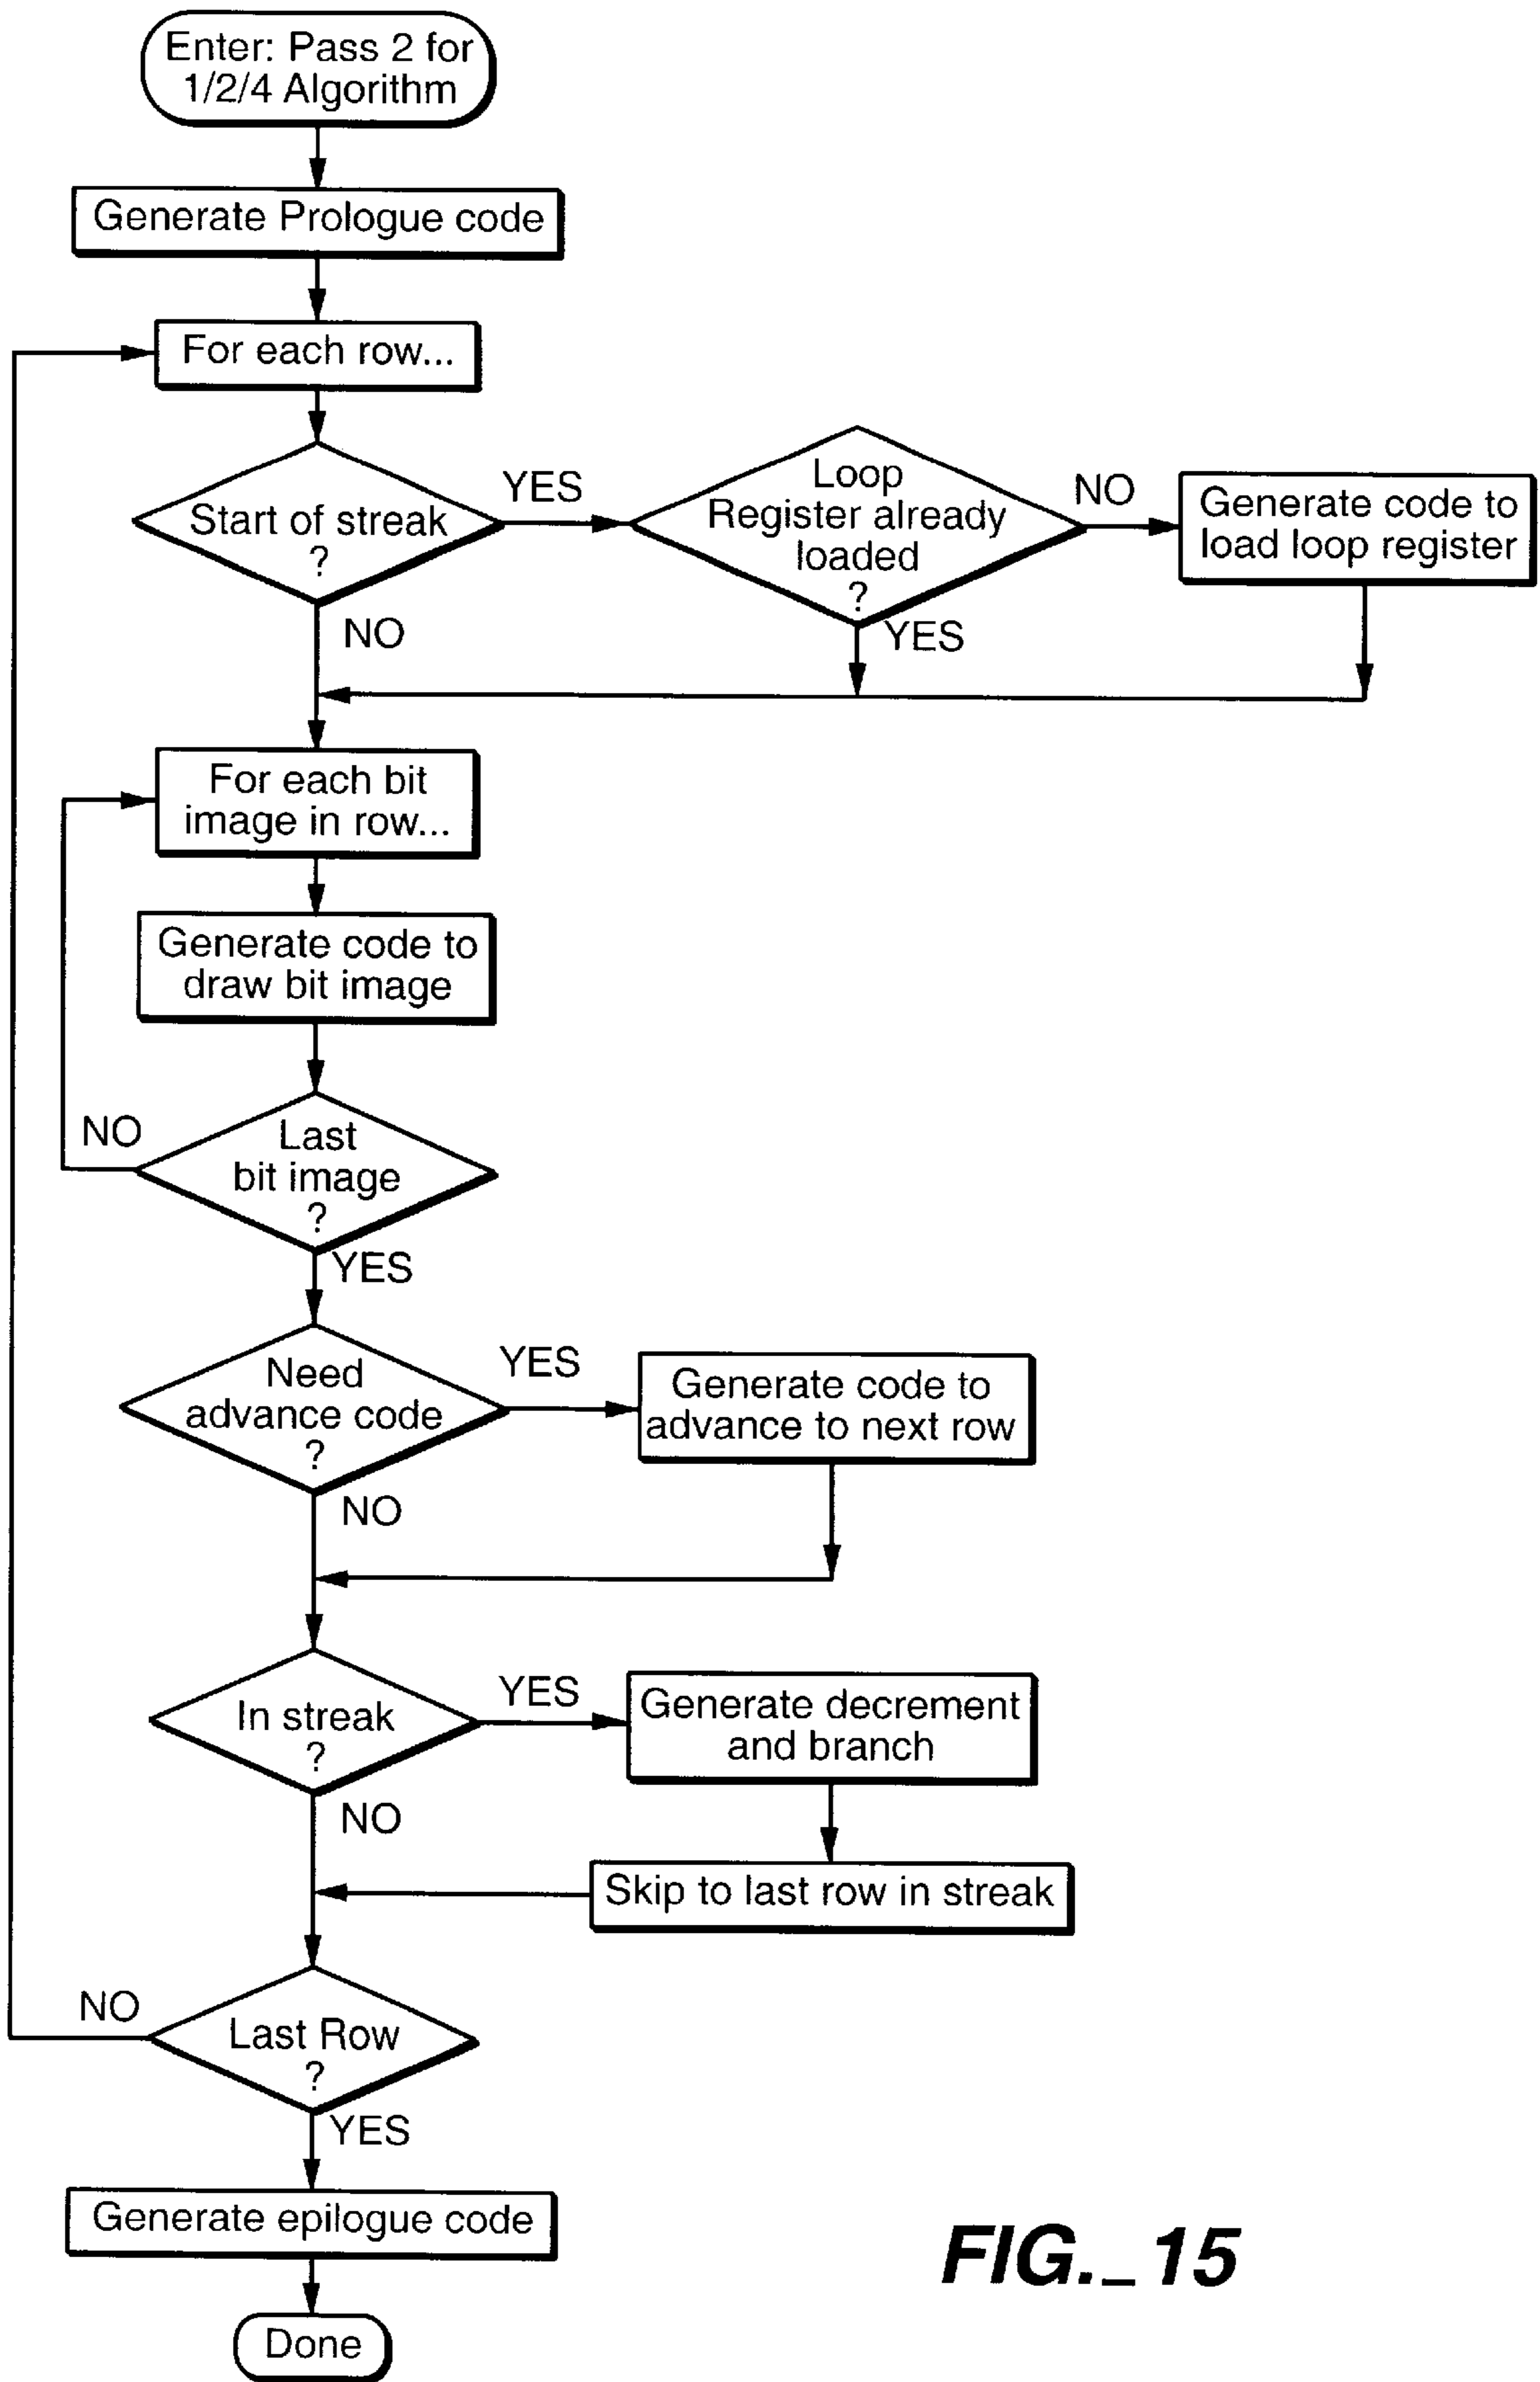 Enter: Pass 2 for
1/2/4 Algorithm
Generate Prologue code
For each row...
Start of streak
?
YES
NO
Loop
Register already
loaded
?
NO
YES
Generate code to
load loop register
For each bit
image in row...
Generate code to
draw bit image
Last
bit image
?
NO
YES
Need
advance code
?
YES
NO
Generate code to
advance to next row
In streak
?
YES
NO
Generate decrement
and branch
Skip to last row in streak
Last Row
?
NO
YES
Generate epilogue code
Done
FIG._15